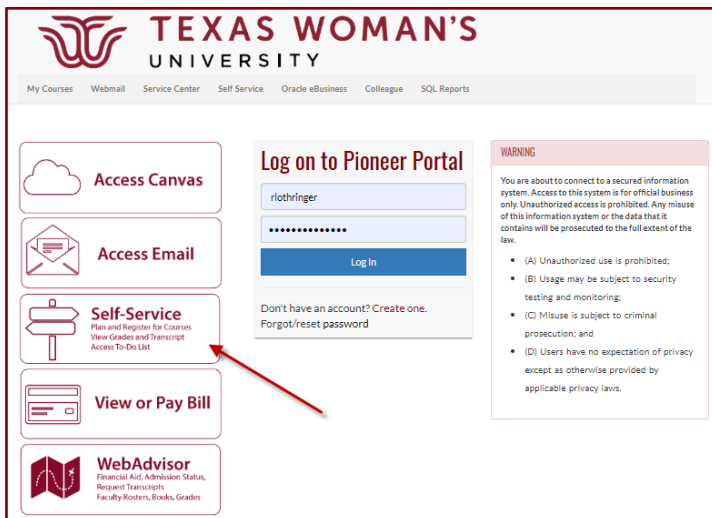 TEXAS WOMAN'S
UNIVERSITY
My Courses Webmail Service Center Self Service Oracle eBusiness Colleague SQL Reports
Access Canvas
Access Email
Self-Service
Plan and Register for Courses
View Grades and Transcript
Access To-Do List
View or Pay Bill
WebAdvisor
Financial Aid, Admission Status,
Request Transcripts
Faculty Rosters, Books, Grades
Log on to Pioneer Portal
rlothringer
••••••••••••••
Log In
Don't have an account? Create one.
Forgot/reset password
WARNING
You are about to connect to a secured information
system. Access to this system is for official business
only. Unauthorized access is prohibited. Any misuse
of this information system or the data that it
contains will be prosecuted to the full extent of the
law.
• (A) Unauthorized use is prohibited;
• (B) Usage may be subject to security
testing and monitoring;
• (C) Misuse is subject to criminal
prosecution; and
• (D) Users have no expectation of privacy
except as otherwise provided by
applicable privacy laws.